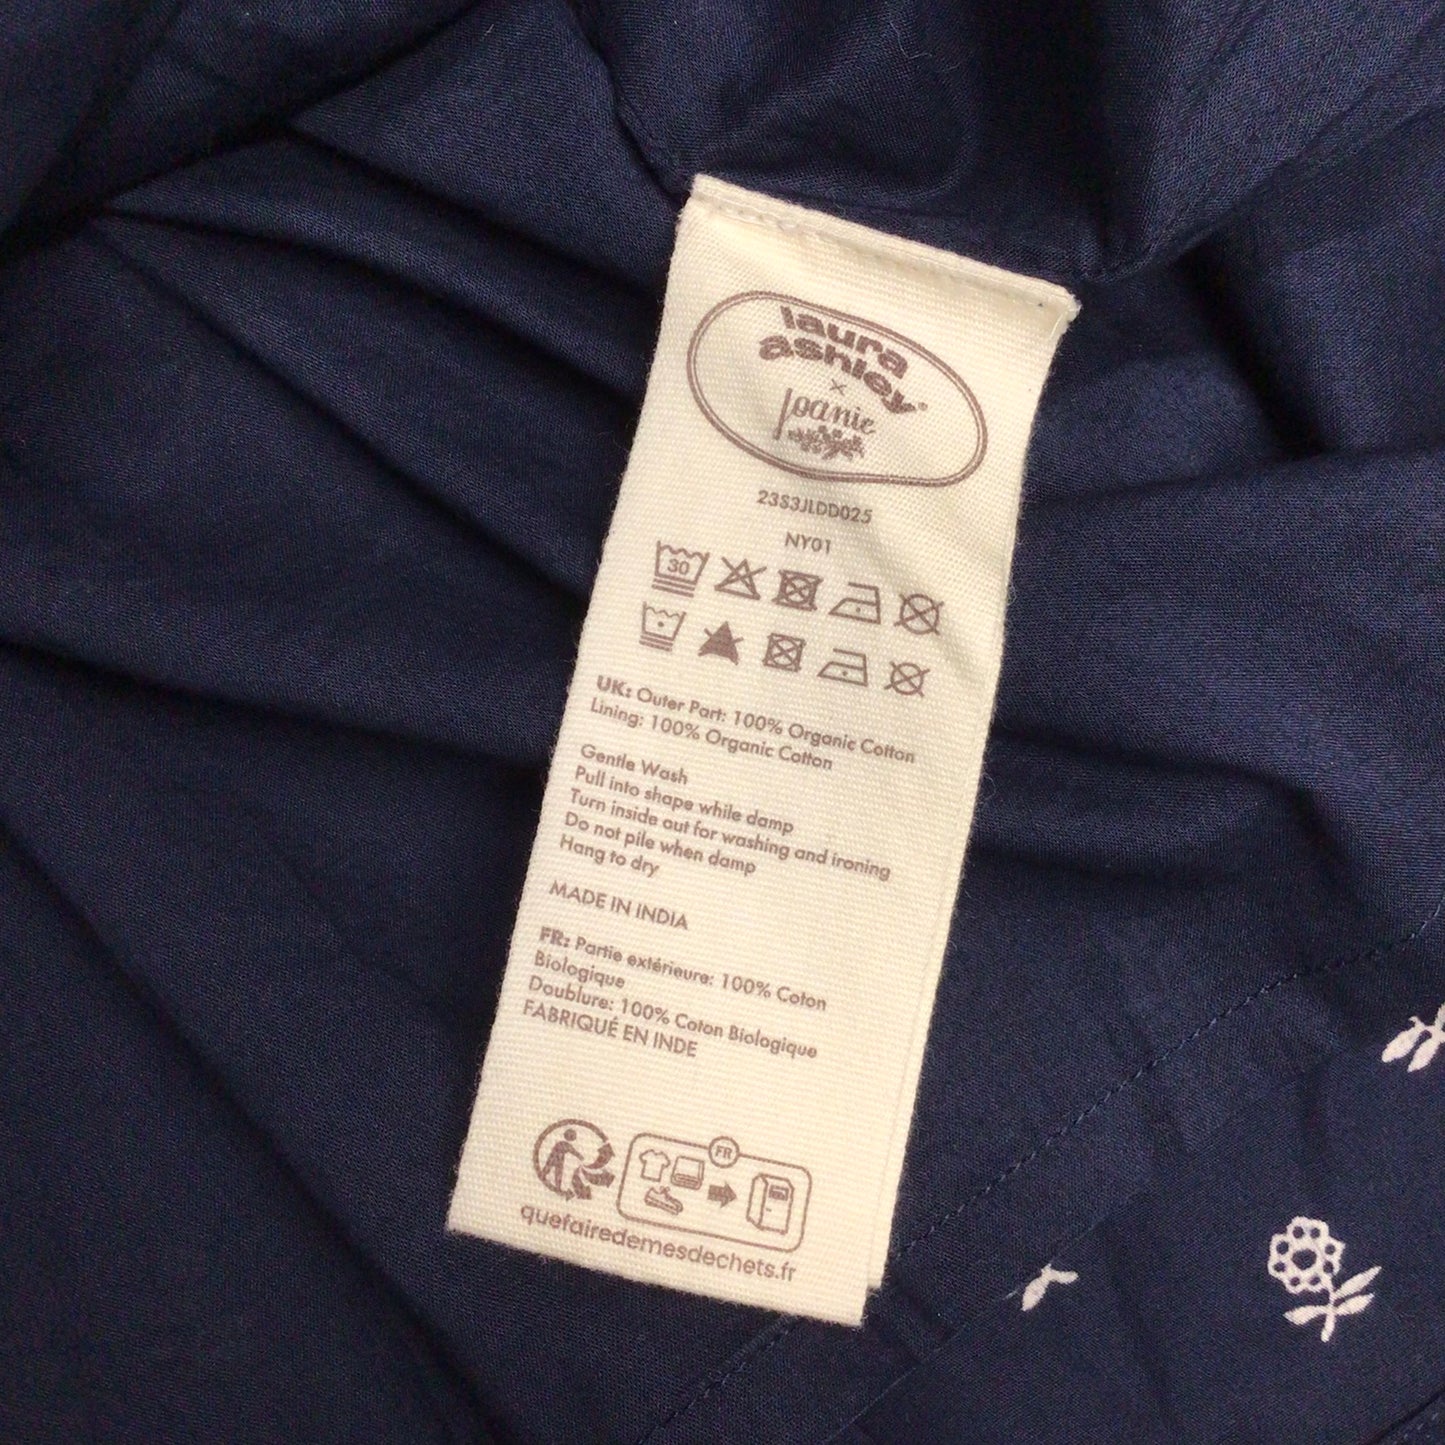 laura
ashley®
×
Joanie
23S3JLDD025
NY01
30
UK: Outer Part: 100% Organic Cotton
Lining: 100% Organic Cotton
Gentle Wash
Pull into shape while damp
Turn inside out for washing and ironing
Do not pile when damp
Hang to dry
MADE IN INDIA
FR: Partie extérieure: 100% Coton
Biologique
Doublure: 100% Coton Biologique
FABRIQUÉ EN INDE
FR
quefairedemesdechets.fr